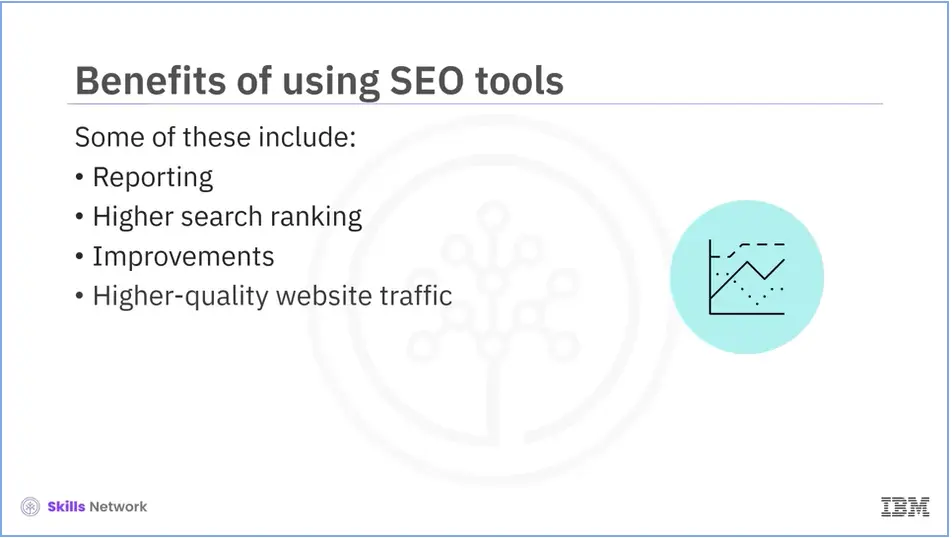 Benefits of using SEO tools
Some of these include:
• Reporting
• Higher search ranking
• Improvements
• Higher-quality website traffic
Skills Network
IBM